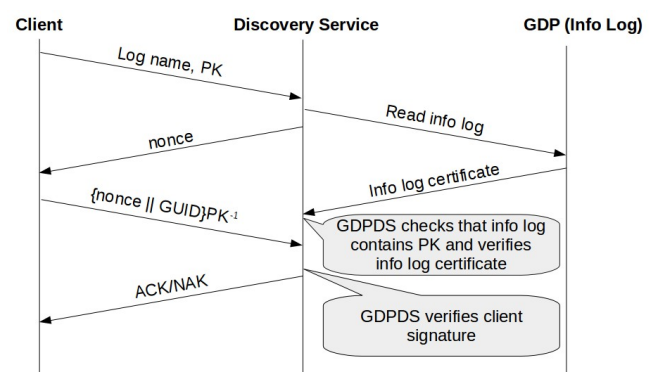 Client
Discovery Service
GDP (Info Log)
Log name, PK
Read info log
nonce
Info log certificate
{nonce || GUID}PK-1
GDPDS checks that info log
contains PK and verifies
info log certificate
ACK/NAK
GDPDS verifies client
signature